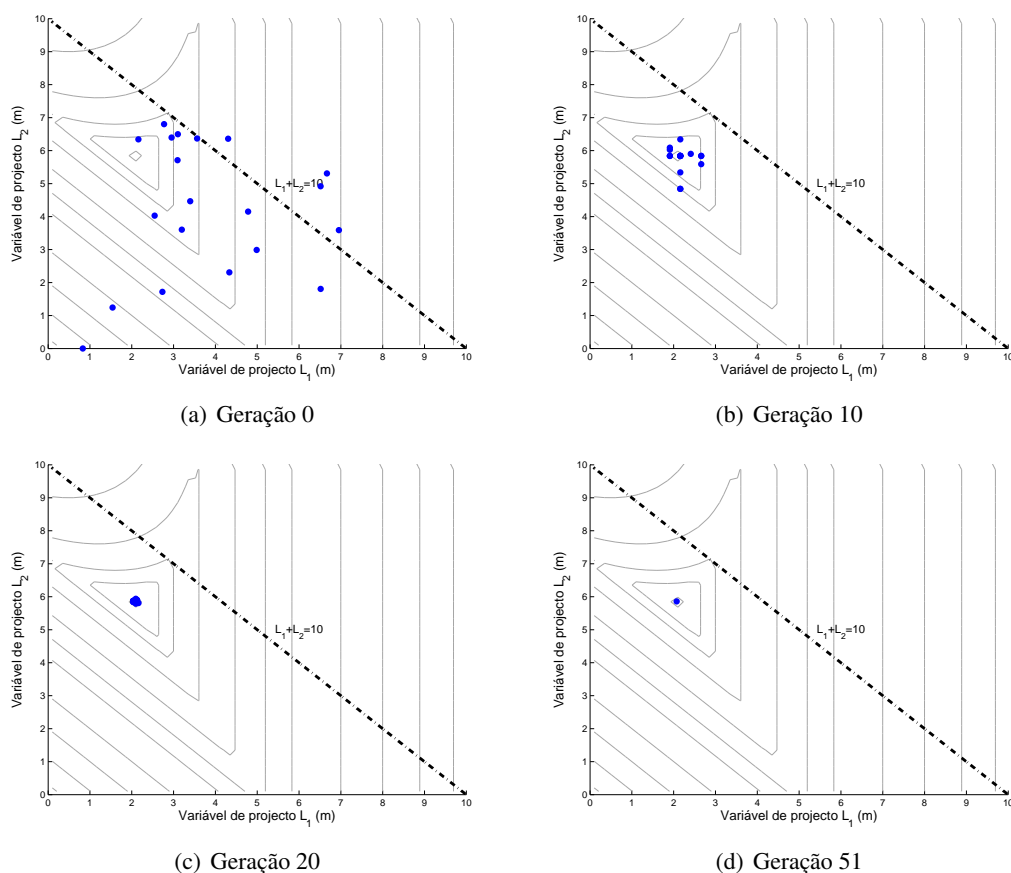 10
9
8
7
6
5
4
3
2
1
0
Variável de projecto L2 (m)
L1+L2=10
0 1 2 3 4 5 6 7 8 9 10
Variável de projecto L1 (m)
(a) Geração 0
10
9
8
7
6
5
4
3
2
1
0
Variável de projecto L2 (m)
L1+L2=10
0 1 2 3 4 5 6 7 8 9 10
Variável de projecto L1 (m)
(b) Geração 10
10
9
8
7
6
5
4
3
2
1
0
Variável de projecto L2 (m)
L1+L2=10
0 1 2 3 4 5 6 7 8 9 10
Variável de projecto L1 (m)
(c) Geração 20
10
9
8
7
6
5
4
3
2
1
0
Variável de projecto L2 (m)
L1+L2=10
0 1 2 3 4 5 6 7 8 9 10
Variável de projecto L1 (m)
(d) Geração 51